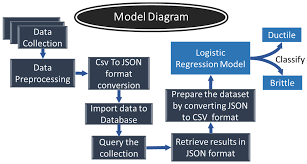 Model Diagram
Data
Collection
Data
Preprocessing
Csv To JSON
format
conversion
Import data to
Database
Query the
collection
Retrieve results in
JSON format
Prepare the dataset
by converting JSON
to CSV format
Logistic
Regression Model
Ductile
Classify
Brittle